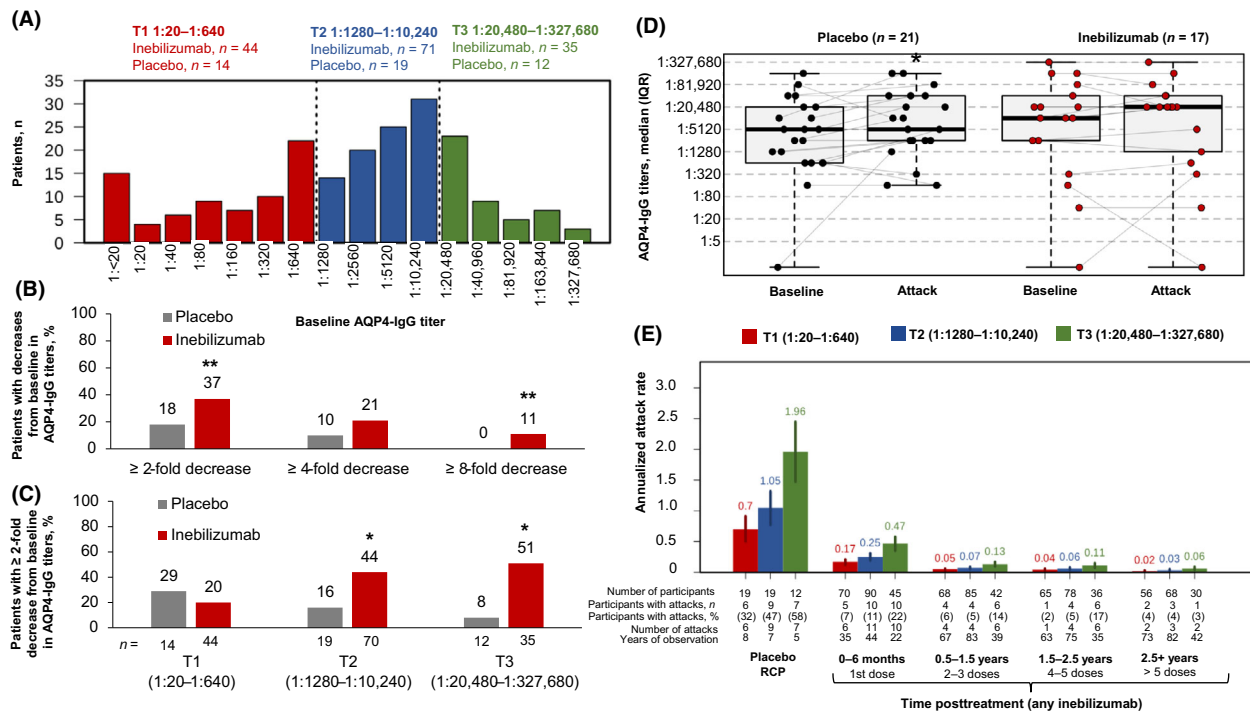 (A)
T1 1:20–1:640
Inebilizumab, n = 44
Placebo, n = 14
T2 1:1280–1:10,240
Inebilizumab, n = 71
Placebo, n = 19
T3 1:20,480–1:327,680
Inebilizumab, n = 35
Placebo, n = 12
Patients, n
35
30
25
20
15
10
5
0
1:<20
1:20
1:40
1:80
1:160
1:320
1:640
1:1280
1:2560
1:5120
1:10,240
1:20,480
1:40,960
1:81,920
1:163,840
1:327,680
Baseline AQP4-IgG titer
(B)
Patients with decreases
from baseline in
AQP4-IgG titers, %
100
80
60
40
20
0
Placebo
Inebilizumab
18
**
37
10
21
0
**
11
≥ 2-fold decrease
≥ 4-fold decrease
≥ 8-fold decrease
(C)
Patients with ≥ 2-fold
decrease from baseline
in AQP4-IgG titers, %
100
80
60
40
20
0
Placebo
Inebilizumab
29
20
16
*
44
8
*
51
n =
14
44
19
70
12
35
T1
(1:20–1:640)
T2
(1:1280–1:10,240)
T3
(1:20,480–1:327,680)
(D)
Placebo (n = 21)
Inebilizumab (n = 17)
AQP4-IgG titers, median (IQR)
1:327,680
1:81,920
1:20,480
1:5120
1:1280
1:320
1:80
1:20
1:5
*
Baseline
Attack
Baseline
Attack
(E)
T1 (1:20–1:640)
T2 (1:1280–1:10,240)
T3 (1:20,480–1:327,680)
Annualized attack rate
3.0
2.5
2.0
1.5
1.0
0.5
0.0
0.7
1.05
1.96
0.17
0.25
0.47
0.05
0.07
0.13
0.04
0.06
0.11
0.02
0.03
0.06
Number of participants 19 19 12 70 90 45 68 85 42 65 78 36 56 68 30
Participants with attacks, n 6 9 7 5 10 10 4 4 6 1 4 6 2 3 1
Participants with attacks, % (32) (47) (58) (7) (11) (22) (6) (5) (14) (2) (5) (17) (4) (4) (3)
Number of attacks 6 9 7 6 11 10 4 4 6 1 4 6 2 3 2
Years of observation 8 7 5 35 44 22 67 83 39 63 75 35 73 82 42
Placebo
RCP
0–6 months
1st dose
0.5–1.5 years
2–3 doses
1.5–2.5 years
4–5 doses
2.5+ years
> 5 doses
Time posttreatment (any inebilizumab)